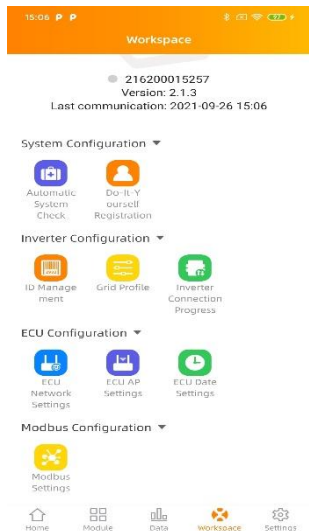 15:06 P P 97
Workspace
216200015257
Version: 2.1.3
Last communication: 2021-09-26 15:06
System Configuration
Automatic System Check
Do-It-Y ourself Registration
Inverter Configuration
ID Manage ment
Grid Profile
Inverter Connection Progress
ECU Configuration
ECU Network Settings
ECU AP Settings
ECU Date Settings
Modbus Configuration
Modbus Settings
Home Module Data Workspace Settings